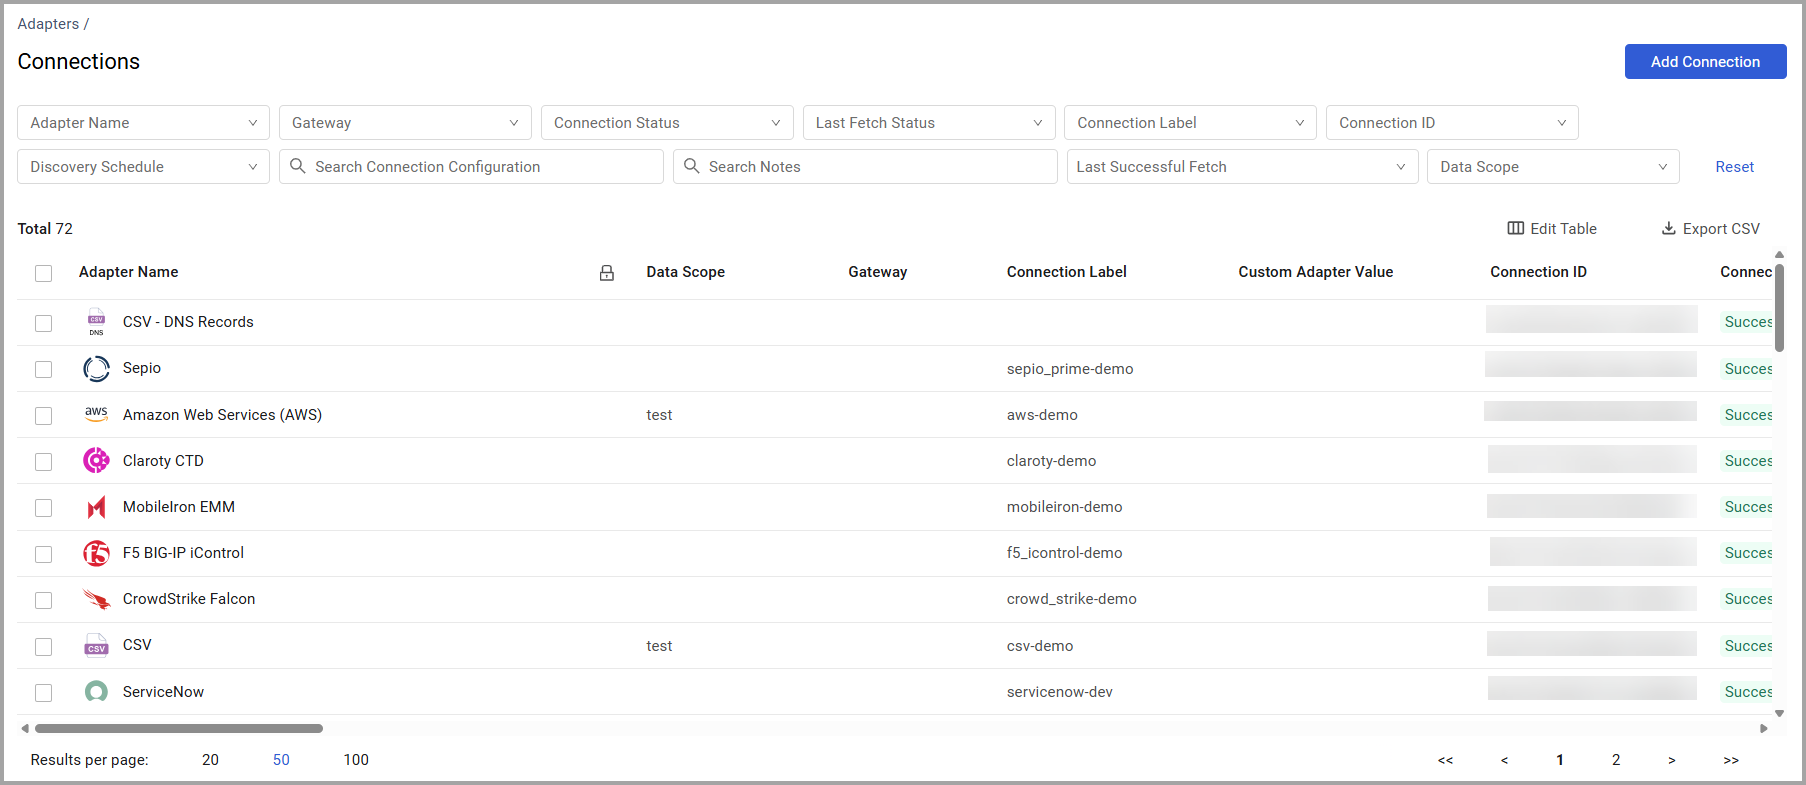 Adapters /
Connections
Add Connection
Adapter Name Gateway Connection Status Last Fetch Status Connection Label Connection ID
Discovery Schedule Search Connection Configuration Search Notes Last Successful Fetch Data Scope Reset
Total 72 Edit Table Export CSV
Adapter Name Data Scope Gateway Connection Label Custom Adapter Value Connection ID Connec
CSV DNS CSV - DNS Records Succes
Sepio sepio_prime-demo Succes
aws Amazon Web Services (AWS) test aws-demo Succes
Claroty CTD claroty-demo Succes
MobileIron EMM mobileiron-demo Succes
f5 F5 BIG-IP iControl f5_icontrol-demo Succes
CrowdStrike Falcon crowd_strike-demo Succes
CSV CSV test csv-demo Succes
ServiceNow servicenow-dev Succes
Results per page: 20 50 100 << < 1 2 > >>